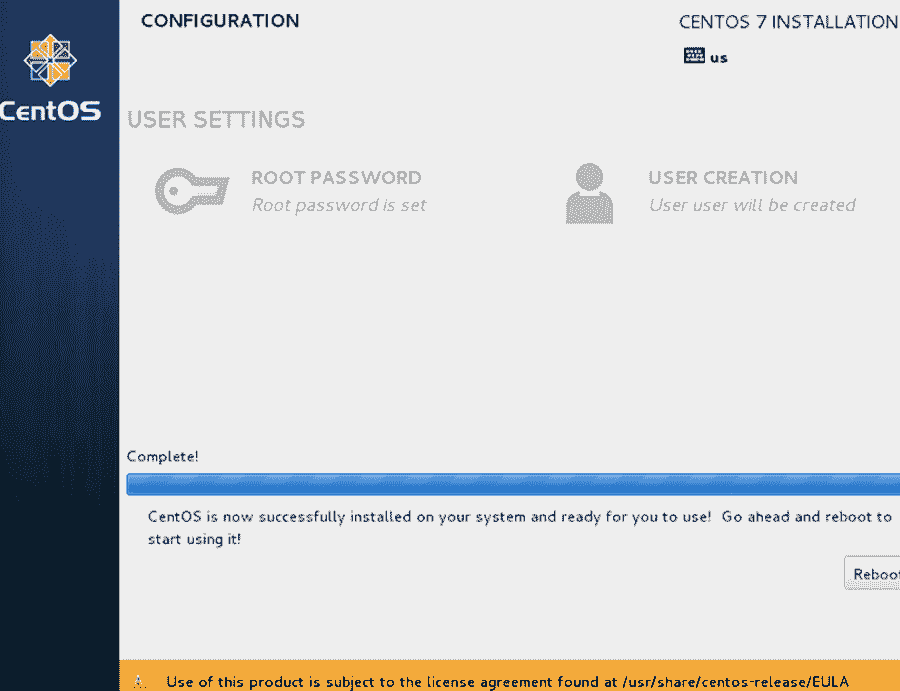 CONFIGURATION
CENTOS 7 INSTALLATION
us
CentOS
USER SETTINGS
ROOT PASSWORD
Root password is set
USER CREATION
User user will be created
Complete!
CentOS is now successfully installed on your system and ready for you to use! Go ahead and reboot to
start using it!
Reboot
Use of this product is subject to the license agreement found at /usr/share/centos-release/EULA